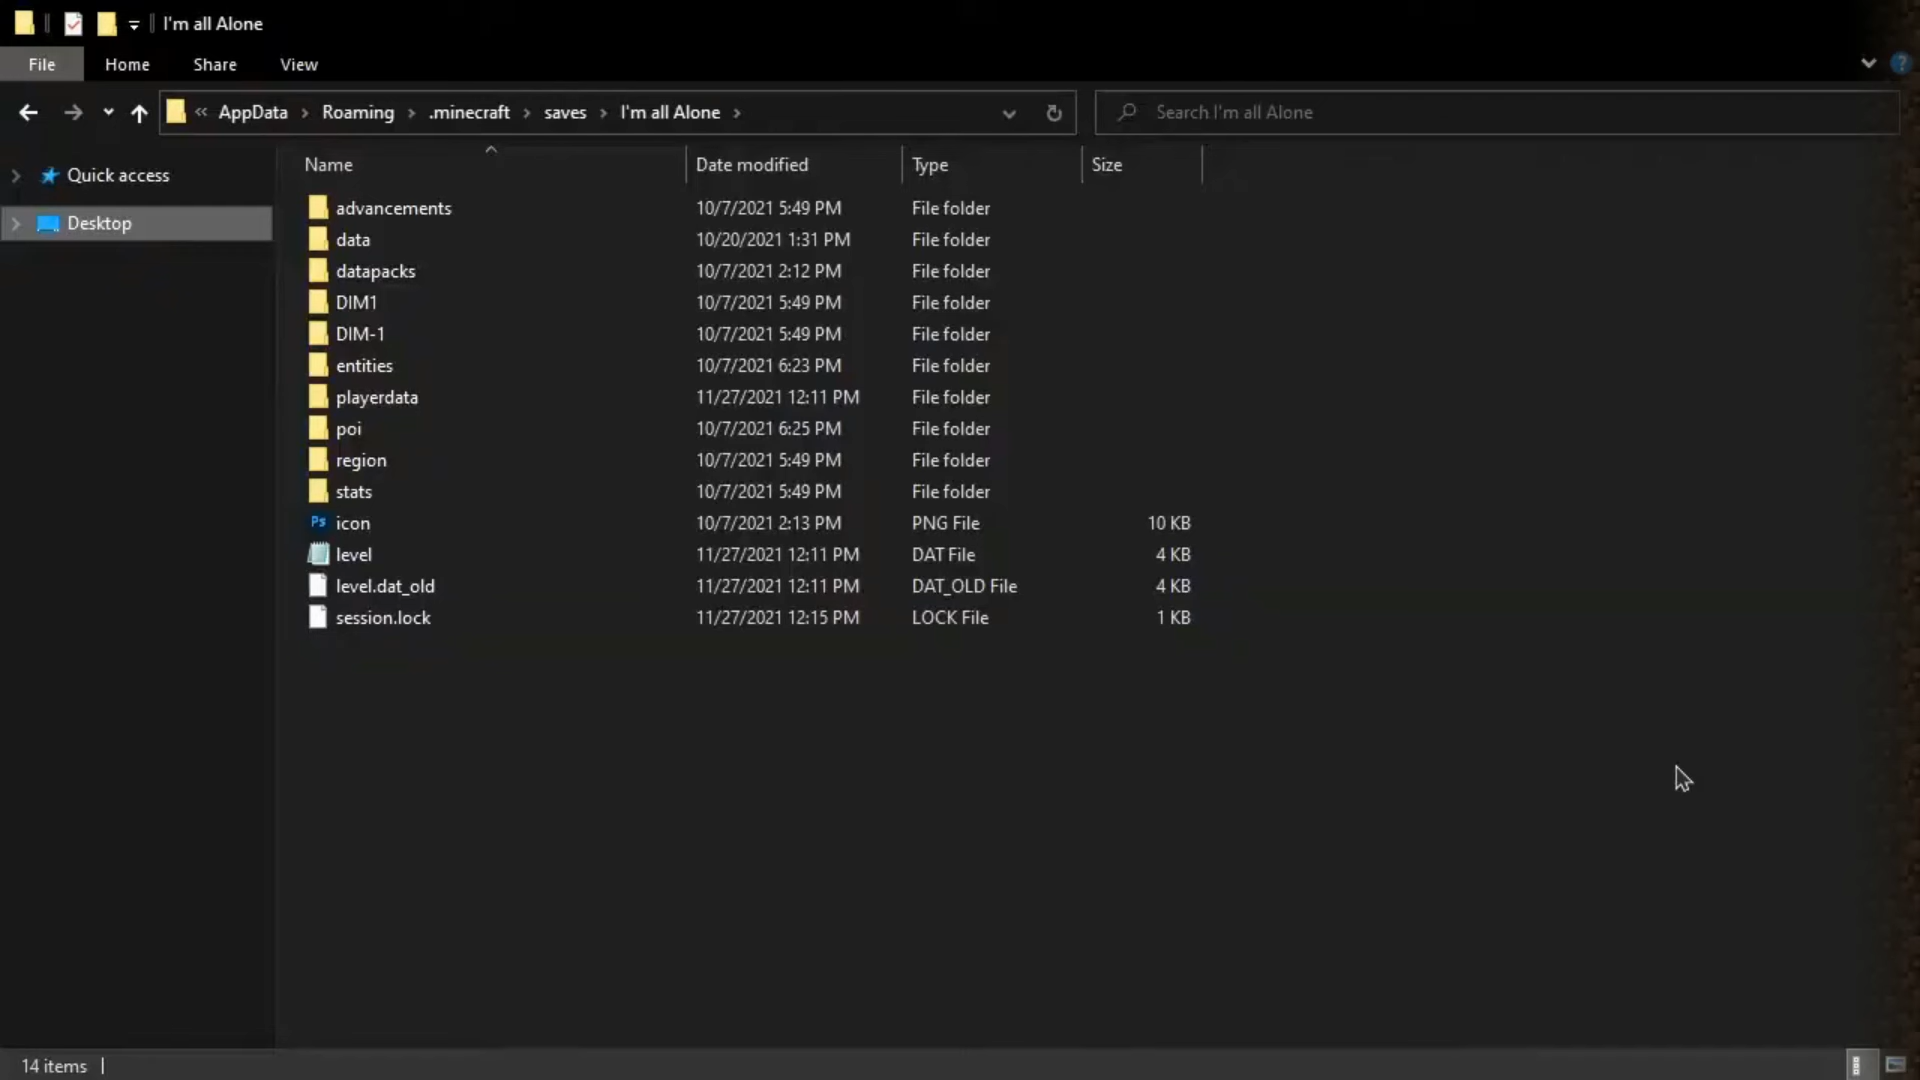 I'm all Alone
File Home Share View
« AppData › Roaming › .minecraft › saves › I'm all Alone ›
Search I'm all Alone
Quick access
Desktop
Name Date modified Type Size
advancements 10/7/2021 5:49 PM File folder
data 10/20/2021 1:31 PM File folder
datapacks 10/7/2021 2:12 PM File folder
DIM1 10/7/2021 5:49 PM File folder
DIM-1 10/7/2021 5:49 PM File folder
entities 10/7/2021 6:23 PM File folder
playerdata 11/27/2021 12:11 PM File folder
poi 10/7/2021 6:25 PM File folder
region 10/7/2021 5:49 PM File folder
stats 10/7/2021 5:49 PM File folder
Ps icon 10/7/2021 2:13 PM PNG File 10 KB
level 11/27/2021 12:11 PM DAT File 4 KB
level.dat_old 11/27/2021 12:11 PM DAT_OLD File 4 KB
session.lock 11/27/2021 12:15 PM LOCK File 1 KB
14 items